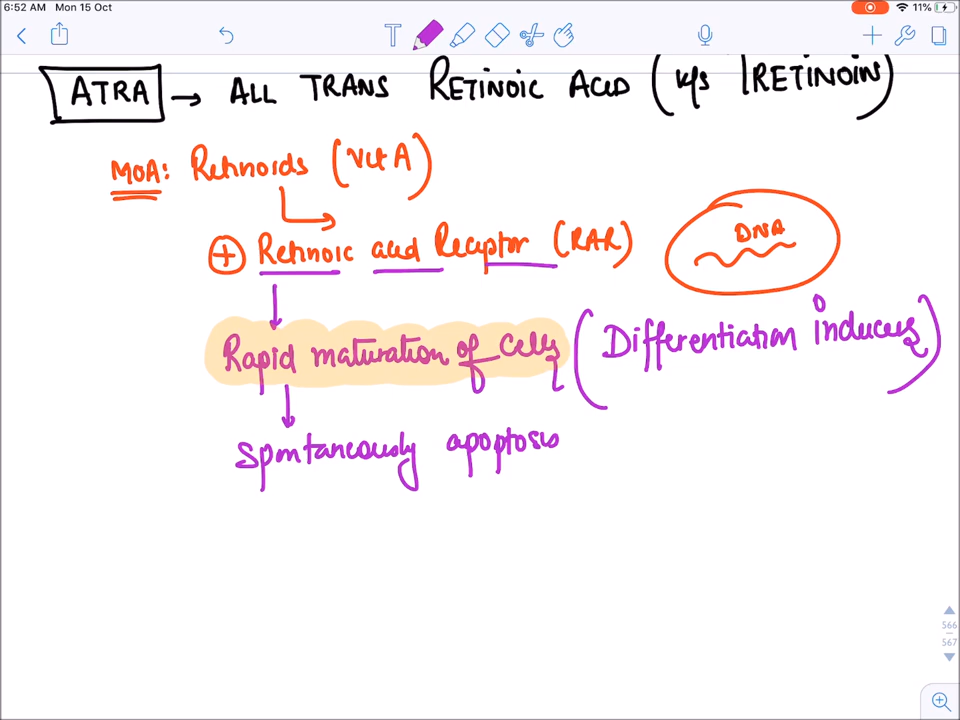 6:52 AM Mon 15 Oct 11%
T
ATRA → ALL TRANS RETINOIC ACID (k/s TRETINOIN)
MOA: Retinoids (Vit A)
+ Retinoic acid Receptor (RAR)
DNA
Rapid maturation of cells (Differentiation inducers)
Spontaneously apoptosis
566
567